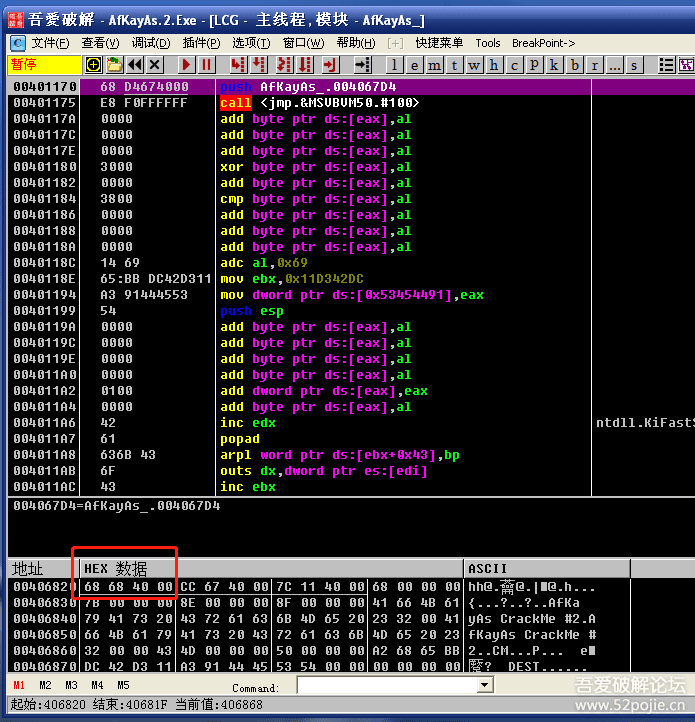 吾爱破解 - AfKayAs.2.Exe - [LCG - 主线程,模块 - AfKayAs_]
C 文件(F) 查看(V) 调试(D) 插件(P) 选项(T) 窗口(W) 帮助(H) [+] 快捷菜单 Tools BreakPoint->
暂停 l e m t w h c P k b r ... s
00401170 68 D4674000 push AfKayAs_.004067D4
00401175 E8 F0FFFFFF call <jmp.&MSVBVM50.#100>
0040117A 0000 add byte ptr ds:[eax],al
0040117C 0000 add byte ptr ds:[eax],al
0040117E 0000 add byte ptr ds:[eax],al
00401180 3000 xor byte ptr ds:[eax],al
00401182 0000 add byte ptr ds:[eax],al
00401184 3800 cmp byte ptr ds:[eax],al
00401186 0000 add byte ptr ds:[eax],al
00401188 0000 add byte ptr ds:[eax],al
0040118A 0000 add byte ptr ds:[eax],al
0040118C 14 69 adc al,0x69
0040118E 65:BB DC42D311 mov ebx,0x11D342DC
00401194 A3 91444553 mov dword ptr ds:[0x53454491],eax
00401199 54 push esp
0040119A 0000 add byte ptr ds:[eax],al
0040119C 0000 add byte ptr ds:[eax],al
0040119E 0000 add byte ptr ds:[eax],al
004011A0 0000 add byte ptr ds:[eax],al
004011A2 0100 add dword ptr ds:[eax],eax
004011A4 0000 add byte ptr ds:[eax],al
004011A6 42 inc edx ntdll.KiFastS
004011A7 61 popad
004011A8 636B 43 arpl word ptr ds:[ebx+0x43],bp
004011AB 6F outs dx,dword ptr es:[edi]
004011AC 43 inc ebx
004067D4=AfKayAs_.004067D4
地址 HEX 数据 ASCII
00406820 68 68 40 00 CC 67 40 00 7C 11 40 00 68 00 00 00 hh@.蘥@.|■@.h...
00406830 7B 00 00 00 8E 00 00 00 8F 00 00 00 41 66 4B 61 {...?..?..AfKa
00406840 79 41 73 20 43 72 61 63 6B 4D 65 20 23 32 00 41 yAs CrackMe #2.A
00406850 66 4B 61 79 41 73 20 43 72 61 63 6B 4D 65 20 23 fKayAs CrackMe #
00406860 32 00 00 43 4D 00 00 00 50 00 00 00 A2 68 65 BB 2..CM...P... e■
00406870 DC 42 D3 11 A3 91 44 45 53 54 00 00 00 00 00 00 ? DEST......
M1 M2 M3 M4 M5 Command:
起始:406820 结束:40681F 当前值:406868
吾爱破解论坛
www.52pojie.cn